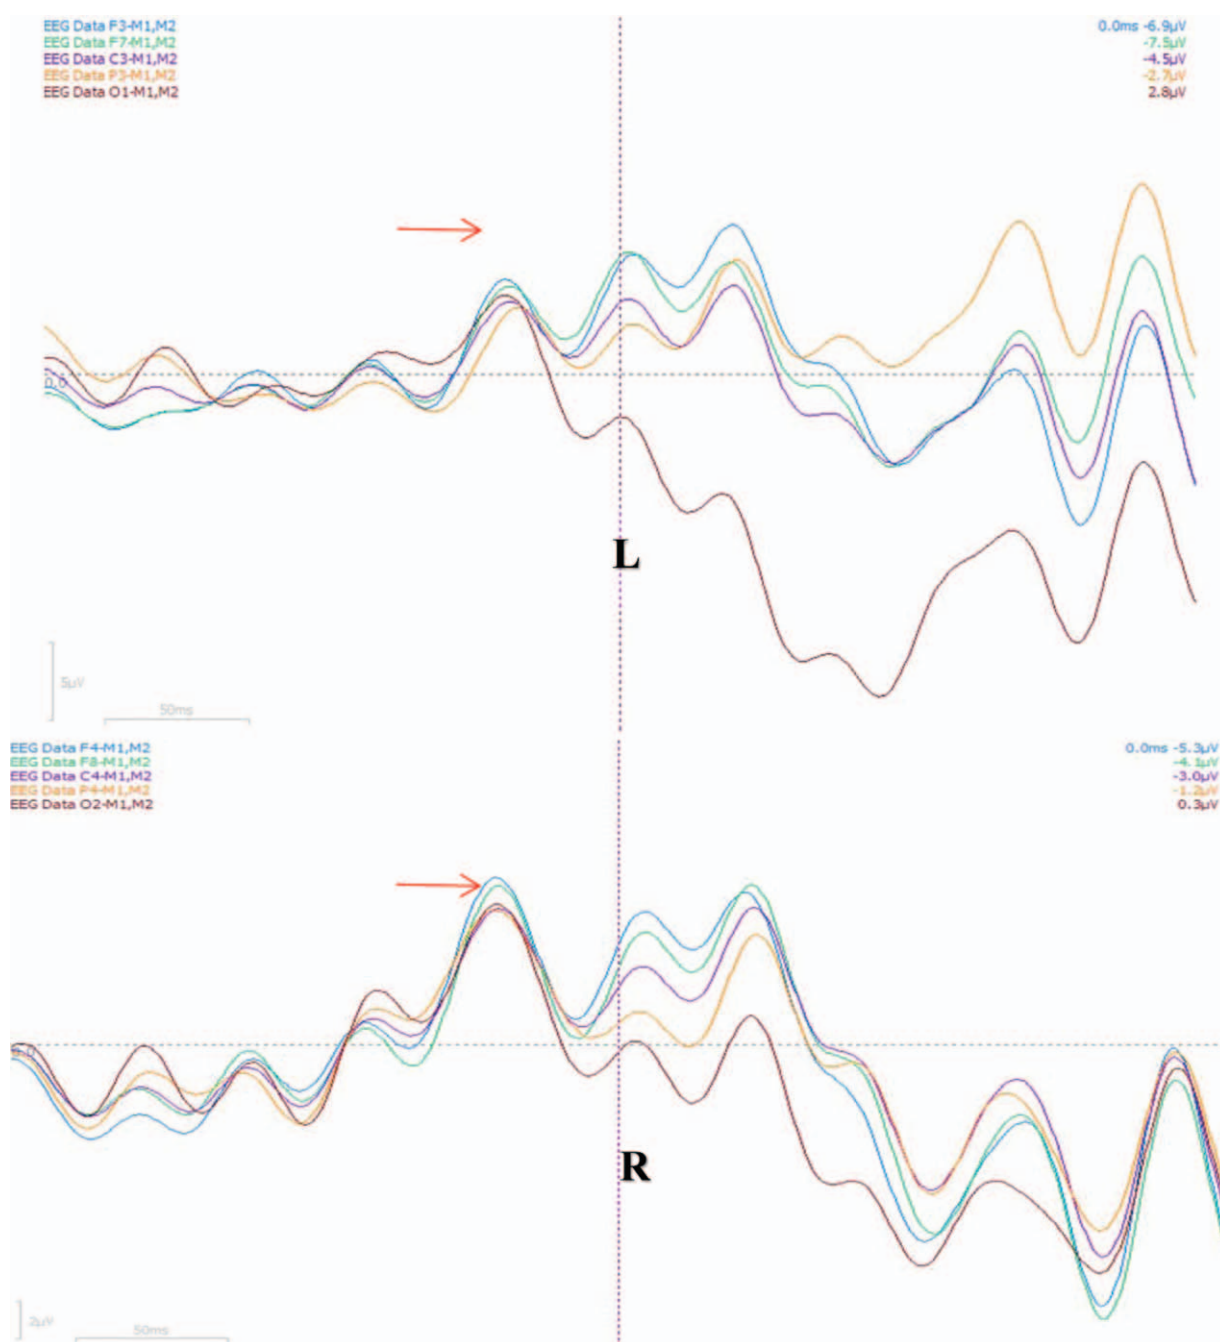 EEG Data F3-M1,M2 0.0ms -6.9µV
EEG Data F7-M1,M2 -7.5µV
EEG Data C3-M1,M2 -4.5µV
EEG Data P3-M1,M2 -2.7µV
EEG Data O1-M1,M2 2.8µV
0.0
L
5µV
50ms
EEG Data F4-M1,M2 0.0ms -5.3µV
EEG Data F8-M1,M2 -4.1µV
EEG Data C4-M1,M2 -3.0µV
EEG Data P4-M1,M2 -1.2µV
EEG Data O2-M1,M2 0.3µV
0.0
R
2µV
50ms